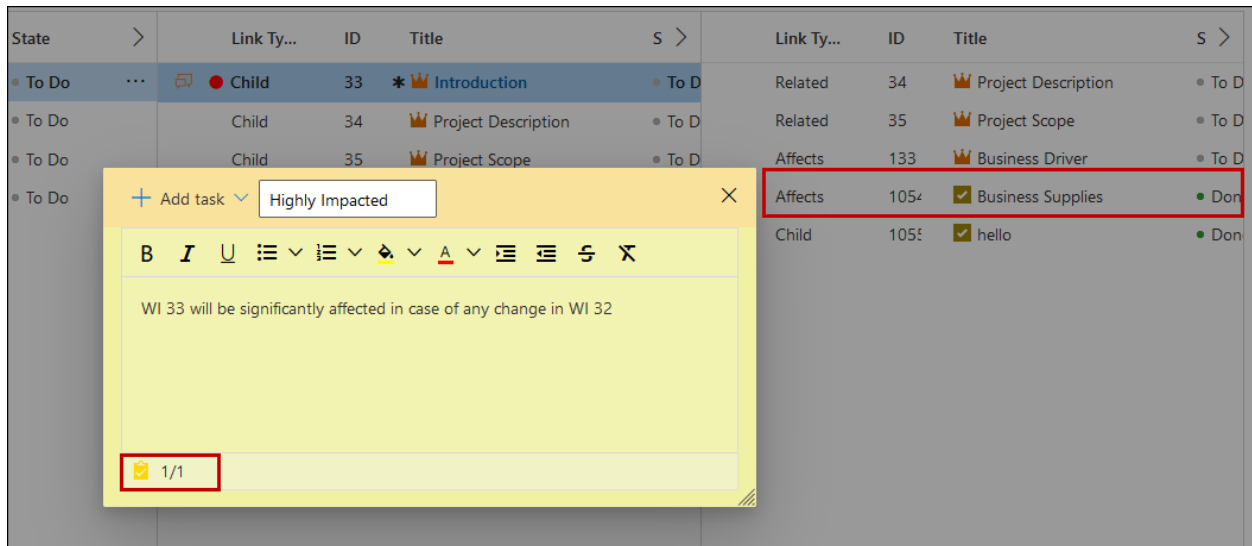 State Link Ty... ID Title S Link Ty... ID Title S
To Do ... Child 33 * Introduction To D Related 34 Project Description To D
To Do Child 34 Project Description To D Related 35 Project Scope To D
To Do Child 35 Project Scope To D Affects 133 Business Driver To D
To Do Affects 1054 Business Supplies Don
Child 1055 hello Don
Add task Highly Impacted
B I U A S
WI 33 will be significantly affected in case of any change in WI 32
1/1